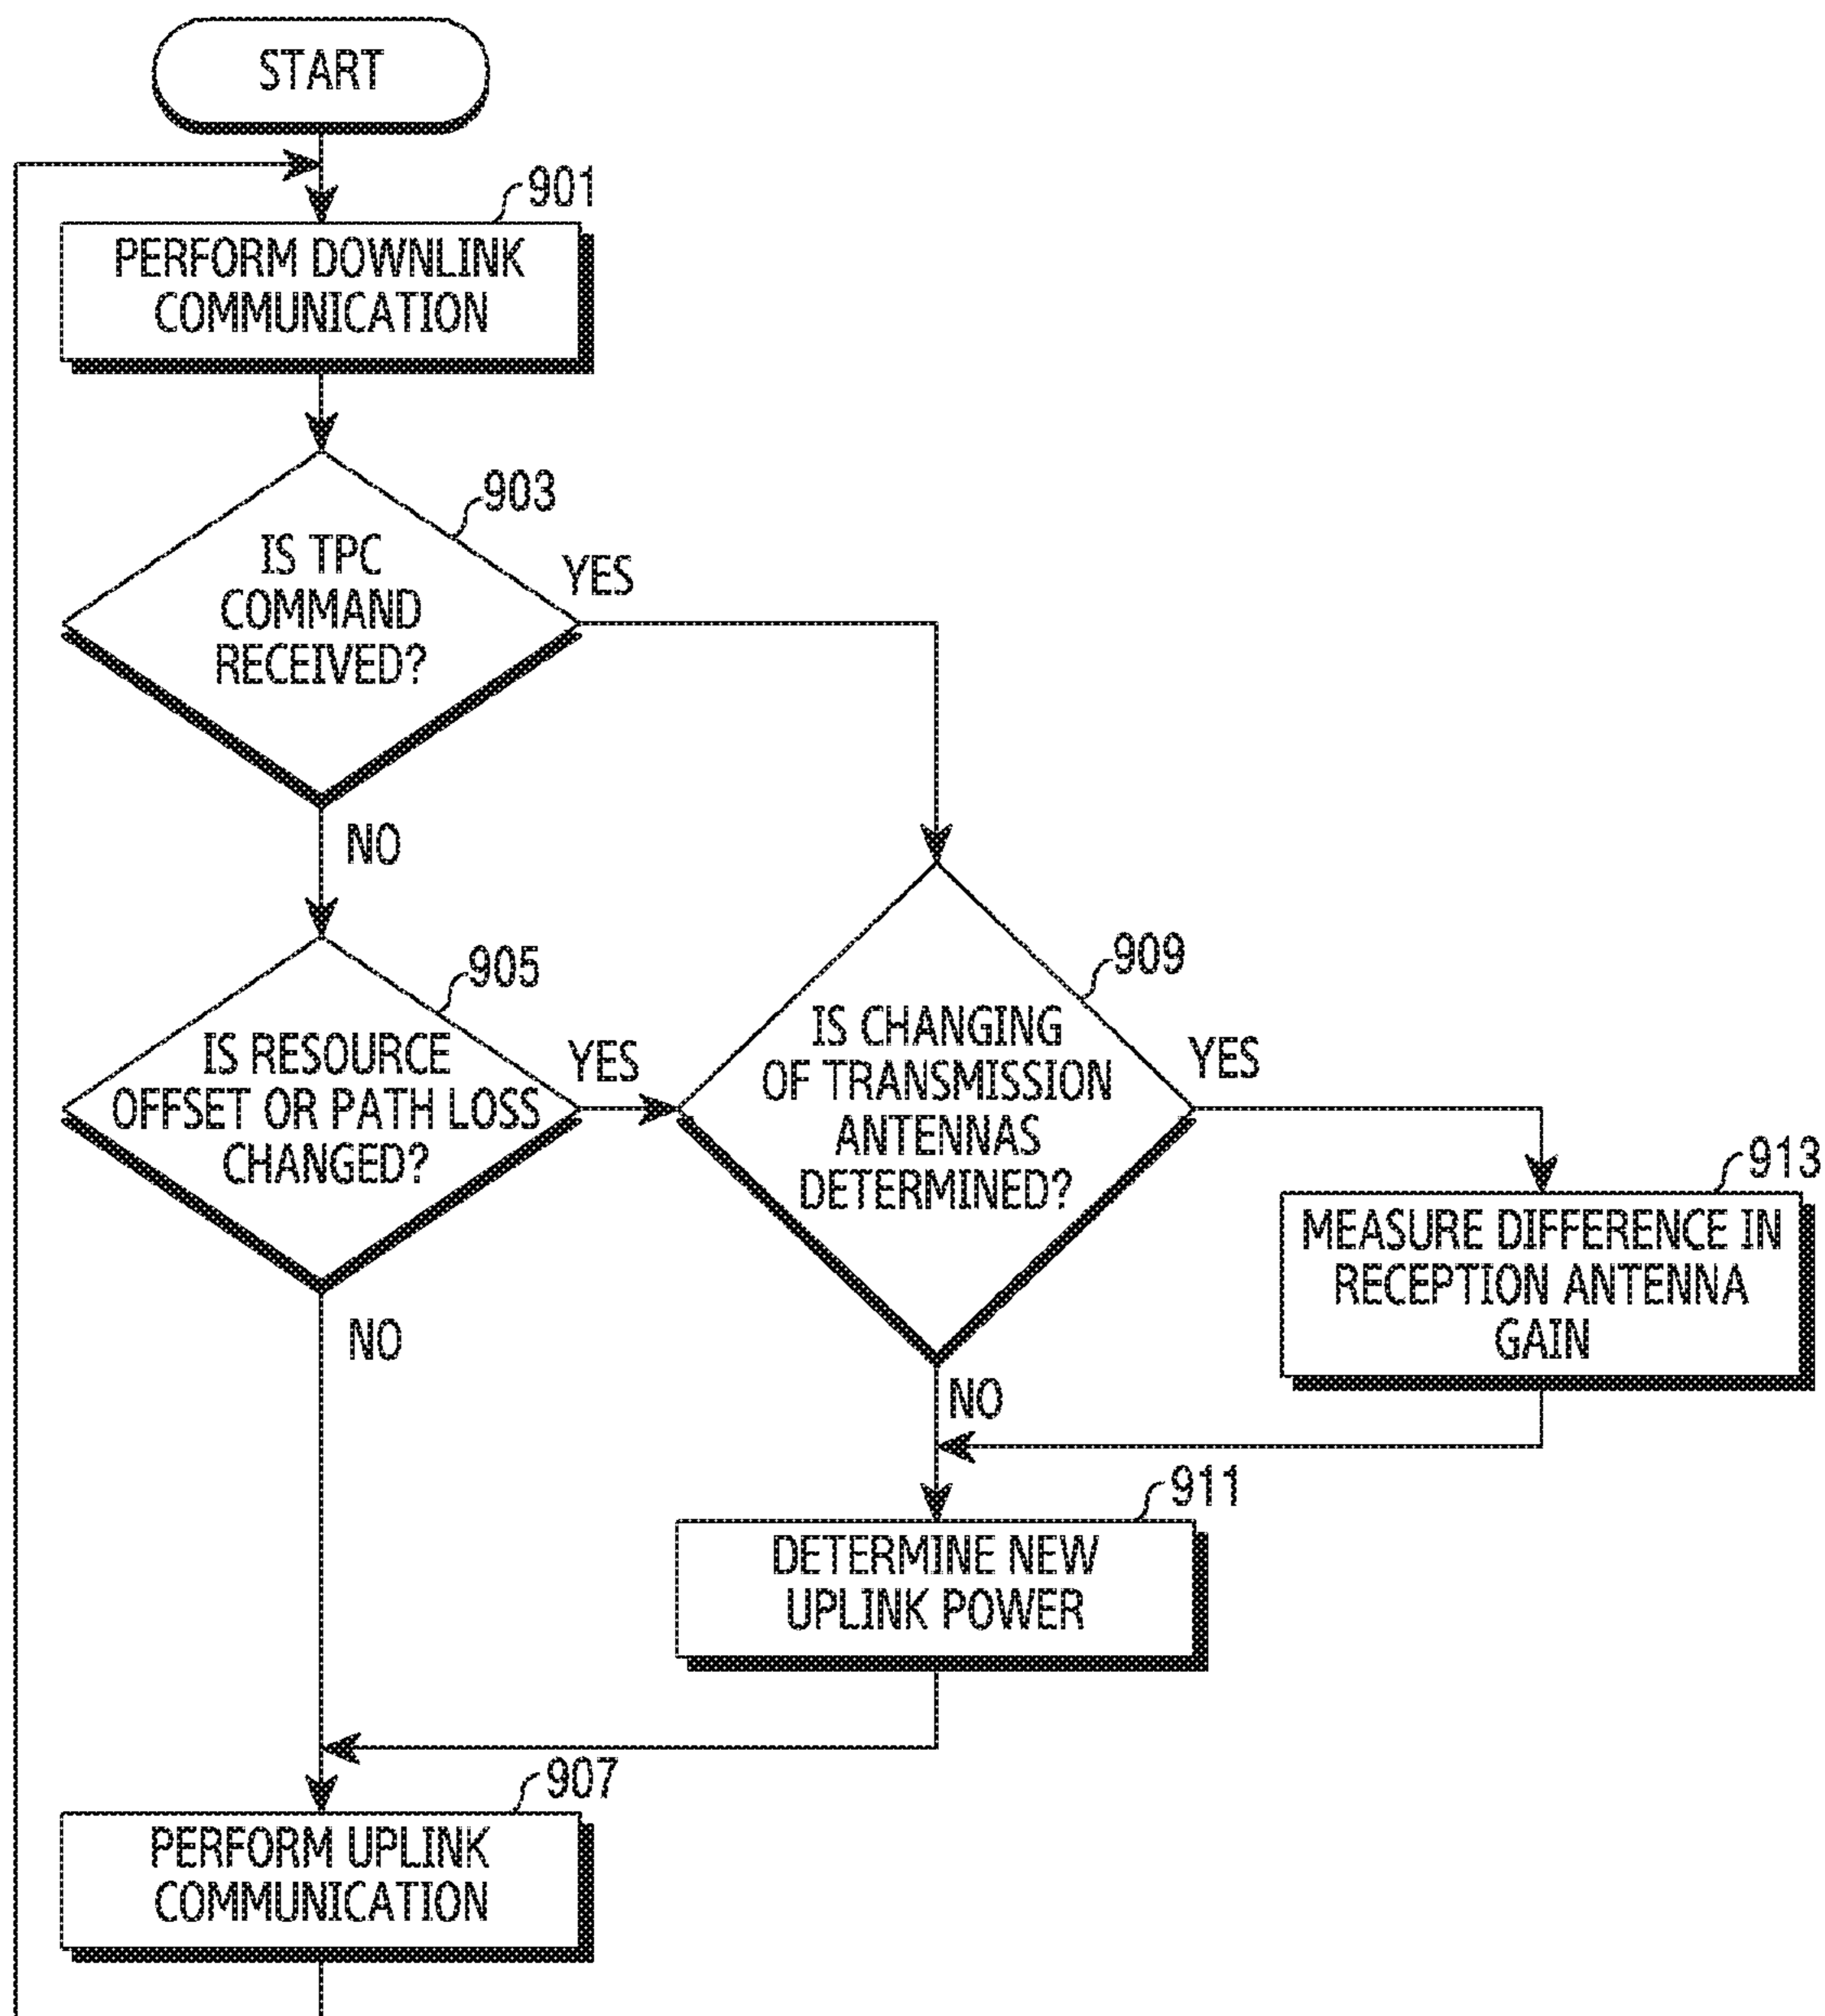 START
901
PERFORM DOWNLINK
COMMUNICATION
903
IS TPC
COMMAND
RECEIVED?
YES
NO
905
IS RESOURCE
OFFSET OR PATH LOSS
CHANGED?
YES
NO
909
IS CHANGING
OF TRANSMISSION
ANTENNAS
DETERMINED?
YES
NO
913
MEASURE DIFFERENCE IN
RECEPTION ANTENNA
GAIN
911
DETERMINE NEW
UPLINK POWER
907
PERFORM UPLINK
COMMUNICATION